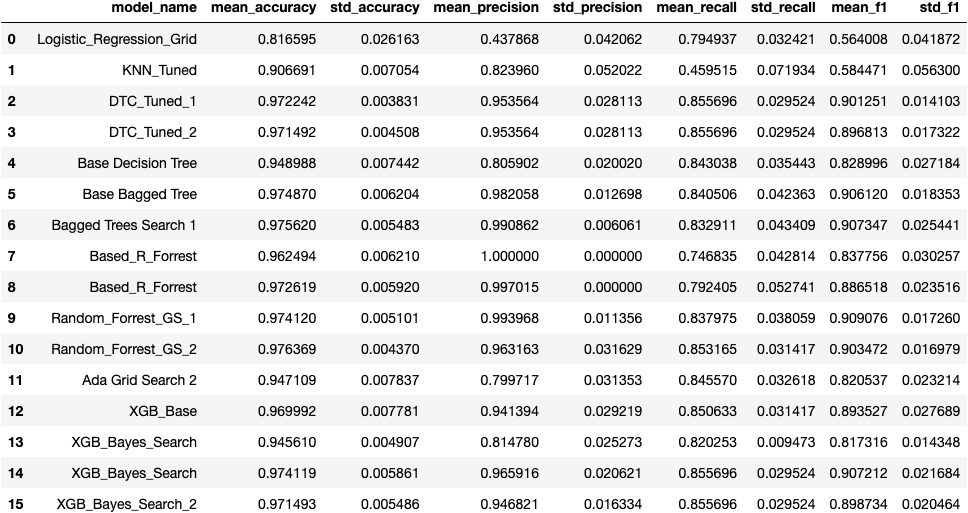 model_name mean_accuracy std_accuracy mean_precision std_precision mean_recall std_recall mean_f1 std_f1
0 Logistic_Regression_Grid 0.816595 0.026163 0.437868 0.042062 0.794937 0.032421 0.564008 0.041872
1 KNN_Tuned 0.906691 0.007054 0.823960 0.052022 0.459515 0.071934 0.584471 0.056300
2 DTC_Tuned_1 0.972242 0.003831 0.953564 0.028113 0.855696 0.029524 0.901251 0.014103
3 DTC_Tuned_2 0.971492 0.004508 0.953564 0.028113 0.855696 0.029524 0.896813 0.017322
4 Base Decision Tree 0.948988 0.007442 0.805902 0.020020 0.843038 0.035443 0.828996 0.027184
5 Base Bagged Tree 0.974870 0.006204 0.982058 0.012698 0.840506 0.042363 0.906120 0.018353
6 Bagged Trees Search 1 0.975620 0.005483 0.990862 0.006061 0.832911 0.043409 0.907347 0.025441
7 Based_R_Forrest 0.962494 0.006210 1.000000 0.000000 0.746835 0.042814 0.837756 0.030257
8 Based_R_Forrest 0.972619 0.005920 0.997015 0.000000 0.792405 0.052741 0.886518 0.023516
9 Random_Forrest_GS_1 0.974120 0.005101 0.993968 0.011356 0.837975 0.038059 0.909076 0.017260
10 Random_Forrest_GS_2 0.976369 0.004370 0.963163 0.031629 0.853165 0.031417 0.903472 0.016979
11 Ada Grid Search 2 0.947109 0.007837 0.799717 0.031353 0.845570 0.032618 0.820537 0.023214
12 XGB_Base 0.969992 0.007781 0.941394 0.029219 0.850633 0.031417 0.893527 0.027689
13 XGB_Bayes_Search 0.945610 0.004907 0.814780 0.025273 0.820253 0.009473 0.817316 0.014348
14 XGB_Bayes_Search 0.974119 0.005861 0.965916 0.020621 0.855696 0.029524 0.907212 0.021684
15 XGB_Bayes_Search_2 0.971493 0.005486 0.946821 0.016334 0.855696 0.029524 0.898734 0.020464